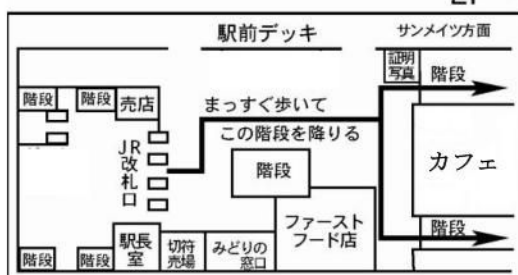 駅前デッキ
サンメイツ方面
証明
写真
階段
階段
階段
売店
まっすぐ歩いて
この階段を降りる
JR
改
札
口
階段
カフェ
ファースト
フード店
階段
駅長
室
切符
売場
みどりの
窓口
階段
階段